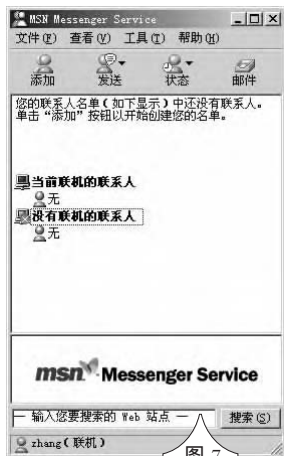 MSN Messenger Service
文件(F) 查看(V) 工具(T) 帮助(H)
添加 发送 状态 邮件
您的联系人名单(如下显示)中还没有联系人。
单击“添加”按钮以开始创建您的名单。
当前联机的联系人
无
没有联机的联系人
无
msn Messenger Service
— 输入您要搜索的 Web 站点 — 搜索(S)
zhang(联机)
图 7